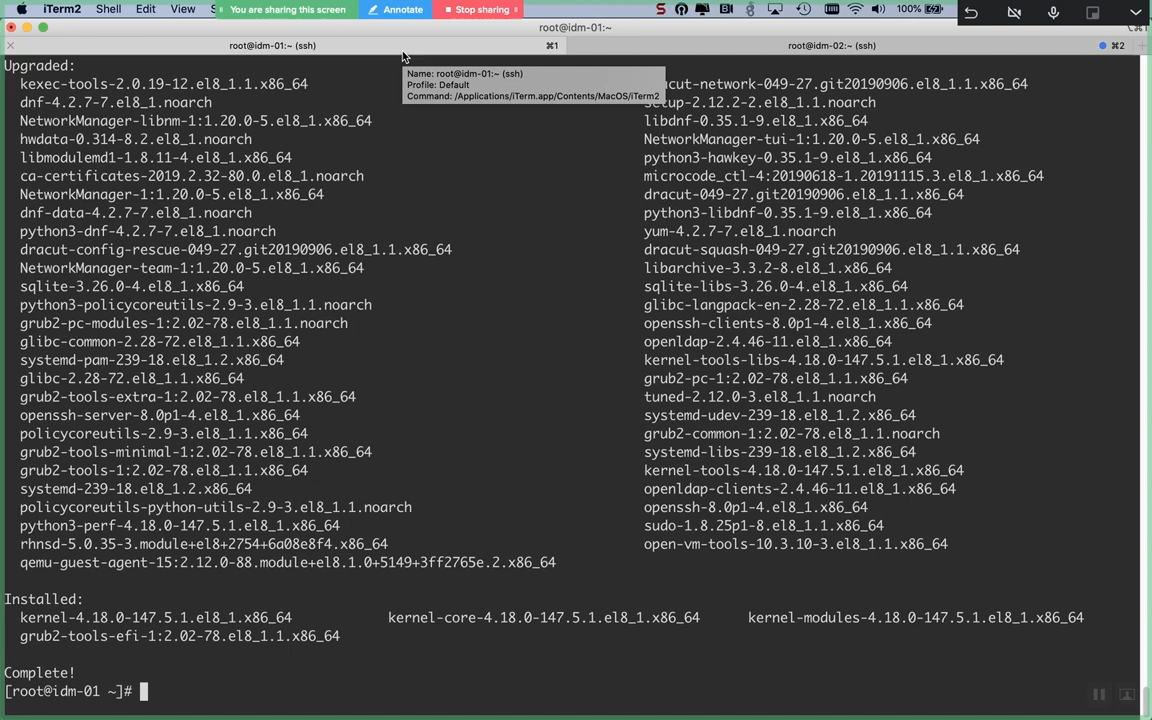 iTerm2 Shell Edit View S You are sharing this screen Annotate Stop sharing 100%
root@idm-01:~ (ssh) ⌥⌘1
root@idm-01:~ (ssh) ⌘1 root@idm-02:~ (ssh) ⌘2
Name: root@idm-01:~ (ssh)
Profile: Default
Command: /Applications/iTerm.app/Contents/MacOS/iTerm2
Upgraded:
kexec-tools-2.0.19-12.el8_1.x86_64 acut-network-049-27.git20190906.el8_1.1.x86_64
dnf-4.2.7-7.el8_1.noarch setup-2.12.2-2.el8_1.1.noarch
NetworkManager-libnm-1:1.20.0-5.el8_1.x86_64 libdnf-0.35.1-9.el8_1.x86_64
hwdata-0.314-8.2.el8_1.noarch NetworkManager-tui-1:1.20.0-5.el8_1.x86_64
libmodulemd1-1.8.11-4.el8_1.x86_64 python3-hawkey-0.35.1-9.el8_1.x86_64
ca-certificates-2019.2.32-80.0.el8_1.noarch microcode_ctl-4:20190618-1.20191115.3.el8_1.x86_64
NetworkManager-1:1.20.0-5.el8_1.x86_64 dracut-049-27.git20190906.el8_1.1.x86_64
dnf-data-4.2.7-7.el8_1.noarch python3-libdnf-0.35.1-9.el8_1.x86_64
python3-dnf-4.2.7-7.el8_1.noarch yum-4.2.7-7.el8_1.noarch
dracut-config-rescue-049-27.git20190906.el8_1.1.x86_64 dracut-squash-049-27.git20190906.el8_1.1.x86_64
NetworkManager-team-1:1.20.0-5.el8_1.x86_64 libarchive-3.3.2-8.el8_1.x86_64
sqlite-3.26.0-4.el8_1.x86_64 sqlite-libs-3.26.0-4.el8_1.x86_64
python3-policycoreutils-2.9-3.el8_1.1.noarch glibc-langpack-en-2.28-72.el8_1.1.x86_64
grub2-pc-modules-1:2.02-78.el8_1.1.noarch openssh-clients-8.0p1-4.el8_1.x86_64
glibc-common-2.28-72.el8_1.1.x86_64 openldap-2.4.46-11.el8_1.x86_64
systemd-pam-239-18.el8_1.2.x86_64 kernel-tools-libs-4.18.0-147.5.1.el8_1.x86_64
glibc-2.28-72.el8_1.1.x86_64 grub2-pc-1:2.02-78.el8_1.1.x86_64
grub2-tools-extra-1:2.02-78.el8_1.1.x86_64 tuned-2.12.0-3.el8_1.1.noarch
openssh-server-8.0p1-4.el8_1.x86_64 systemd-udev-239-18.el8_1.2.x86_64
policycoreutils-2.9-3.el8_1.1.x86_64 grub2-common-1:2.02-78.el8_1.1.noarch
grub2-tools-minimal-1:2.02-78.el8_1.1.x86_64 systemd-libs-239-18.el8_1.2.x86_64
grub2-tools-1:2.02-78.el8_1.1.x86_64 kernel-tools-4.18.0-147.5.1.el8_1.x86_64
systemd-239-18.el8_1.2.x86_64 openldap-clients-2.4.46-11.el8_1.x86_64
policycoreutils-python-utils-2.9-3.el8_1.1.noarch openssh-8.0p1-4.el8_1.x86_64
python3-perf-4.18.0-147.5.1.el8_1.x86_64 sudo-1.8.25p1-8.el8_1.1.x86_64
rhnsd-5.0.35-3.module+el8+2754+6a08e8f4.x86_64 open-vm-tools-10.3.10-3.el8_1.1.x86_64
qemu-guest-agent-15:2.12.0-88.module+el8.1.0+5149+3ff2765e.2.x86_64
Installed:
kernel-4.18.0-147.5.1.el8_1.x86_64 kernel-core-4.18.0-147.5.1.el8_1.x86_64 kernel-modules-4.18.0-147.5.1.el8_1.x86_64
grub2-tools-efi-1:2.02-78.el8_1.1.x86_64
Complete!
[root@idm-01 ~]#